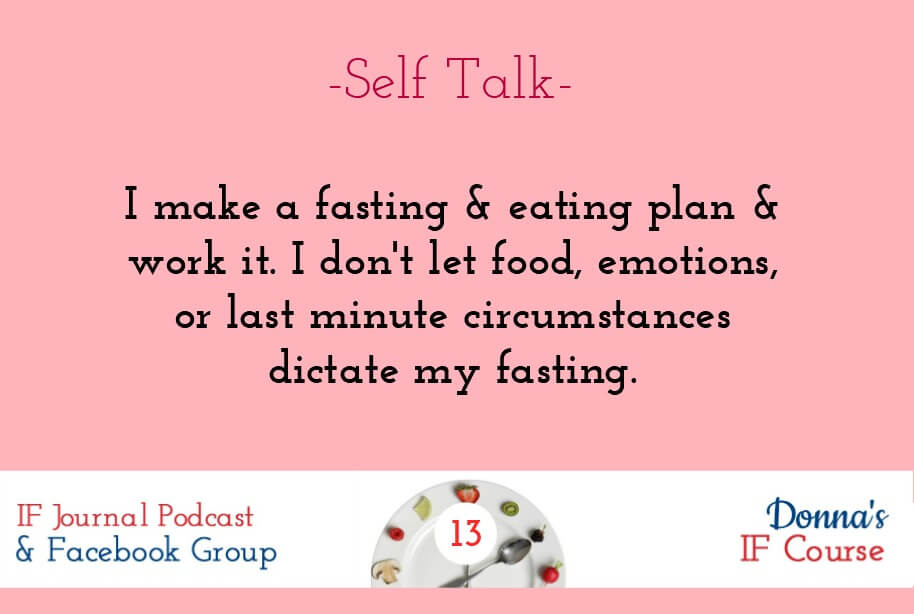 -Self Talk-
I make a fasting & eating plan &
work it. I don't let food, emotions,
or last minute circumstances
dictate my fasting.
IF Journal Podcast
& Facebook Group
13
Donna's
IF Course